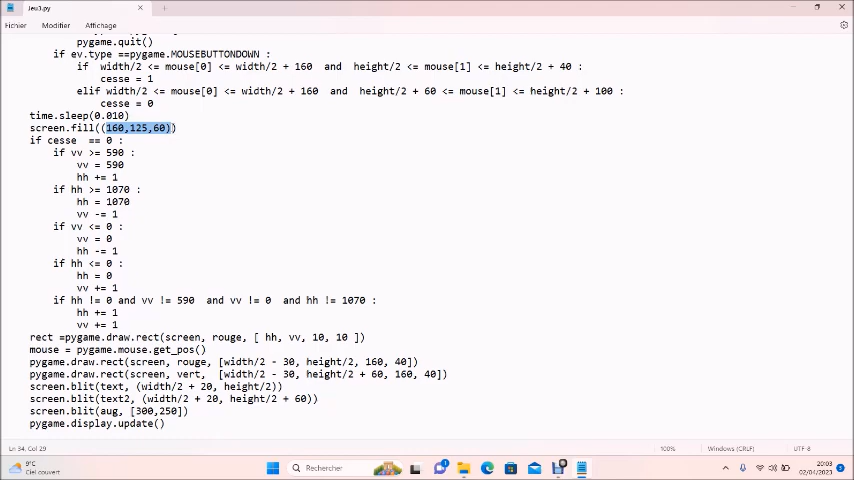 Jeu3.py
Fichier Modifier Affichage
pygame.quit()
if ev.type ==pygame.MOUSEBUTTONDOWN :
if width/2 <= mouse[0] <= width/2 + 160 and height/2 <= mouse[1] <= height/2 + 40 :
cesse = 1
elif width/2 <= mouse[0] <= width/2 + 160 and height/2 + 60 <= mouse[1] <= height/2 + 100 :
cesse = 0
time.sleep(0.010)
screen.fill((160,125,60))
if cesse == 0 :
if vv >= 590 :
vv = 590
hh += 1
if hh >= 1070 :
hh = 1070
vv -= 1
if vv <= 0 :
vv = 0
hh -= 1
if hh <= 0 :
hh = 0
vv += 1
if hh != 0 and vv != 590 and vv != 0 and hh != 1070 :
hh += 1
vv += 1
rect =pygame.draw.rect(screen, rouge, [ hh, vv, 10, 10 ])
mouse = pygame.mouse.get_pos()
pygame.draw.rect(screen, rouge, [width/2 - 30, height/2, 160, 40])
pygame.draw.rect(screen, vert, [width/2 - 30, height/2 + 60, 160, 40])
screen.blit(text, (width/2 + 20, height/2))
screen.blit(text2, (width/2 + 20, height/2 + 60))
screen.blit(aug, [300,250])
pygame.display.update()
Ln 34, Col 29 100% Windows (CRLF) UTF-8
9°C
Ciel couvert
Rechercher
20:03
02/04/2023